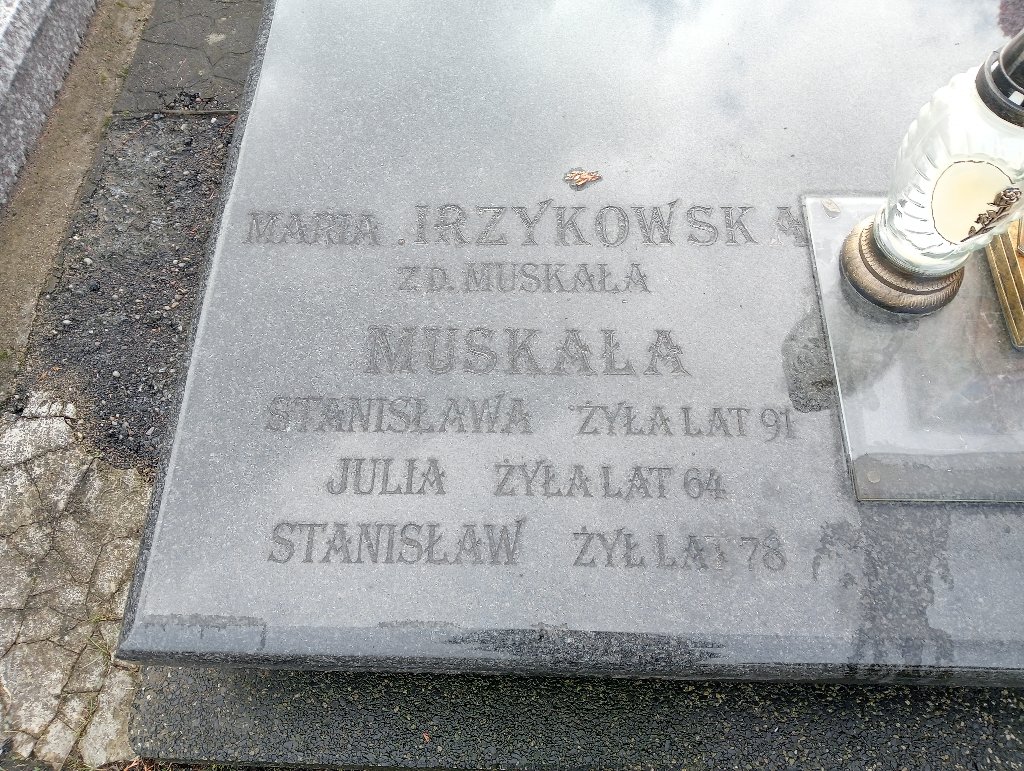 MARIA IRZYKOWSKA
ZD. MUSKAŁA
MUSKAŁA
STANISŁAWA ŻYŁA LAT 91
JULIA ŻYŁA LAT 64
STANISŁAW ŻYŁ LAT 78